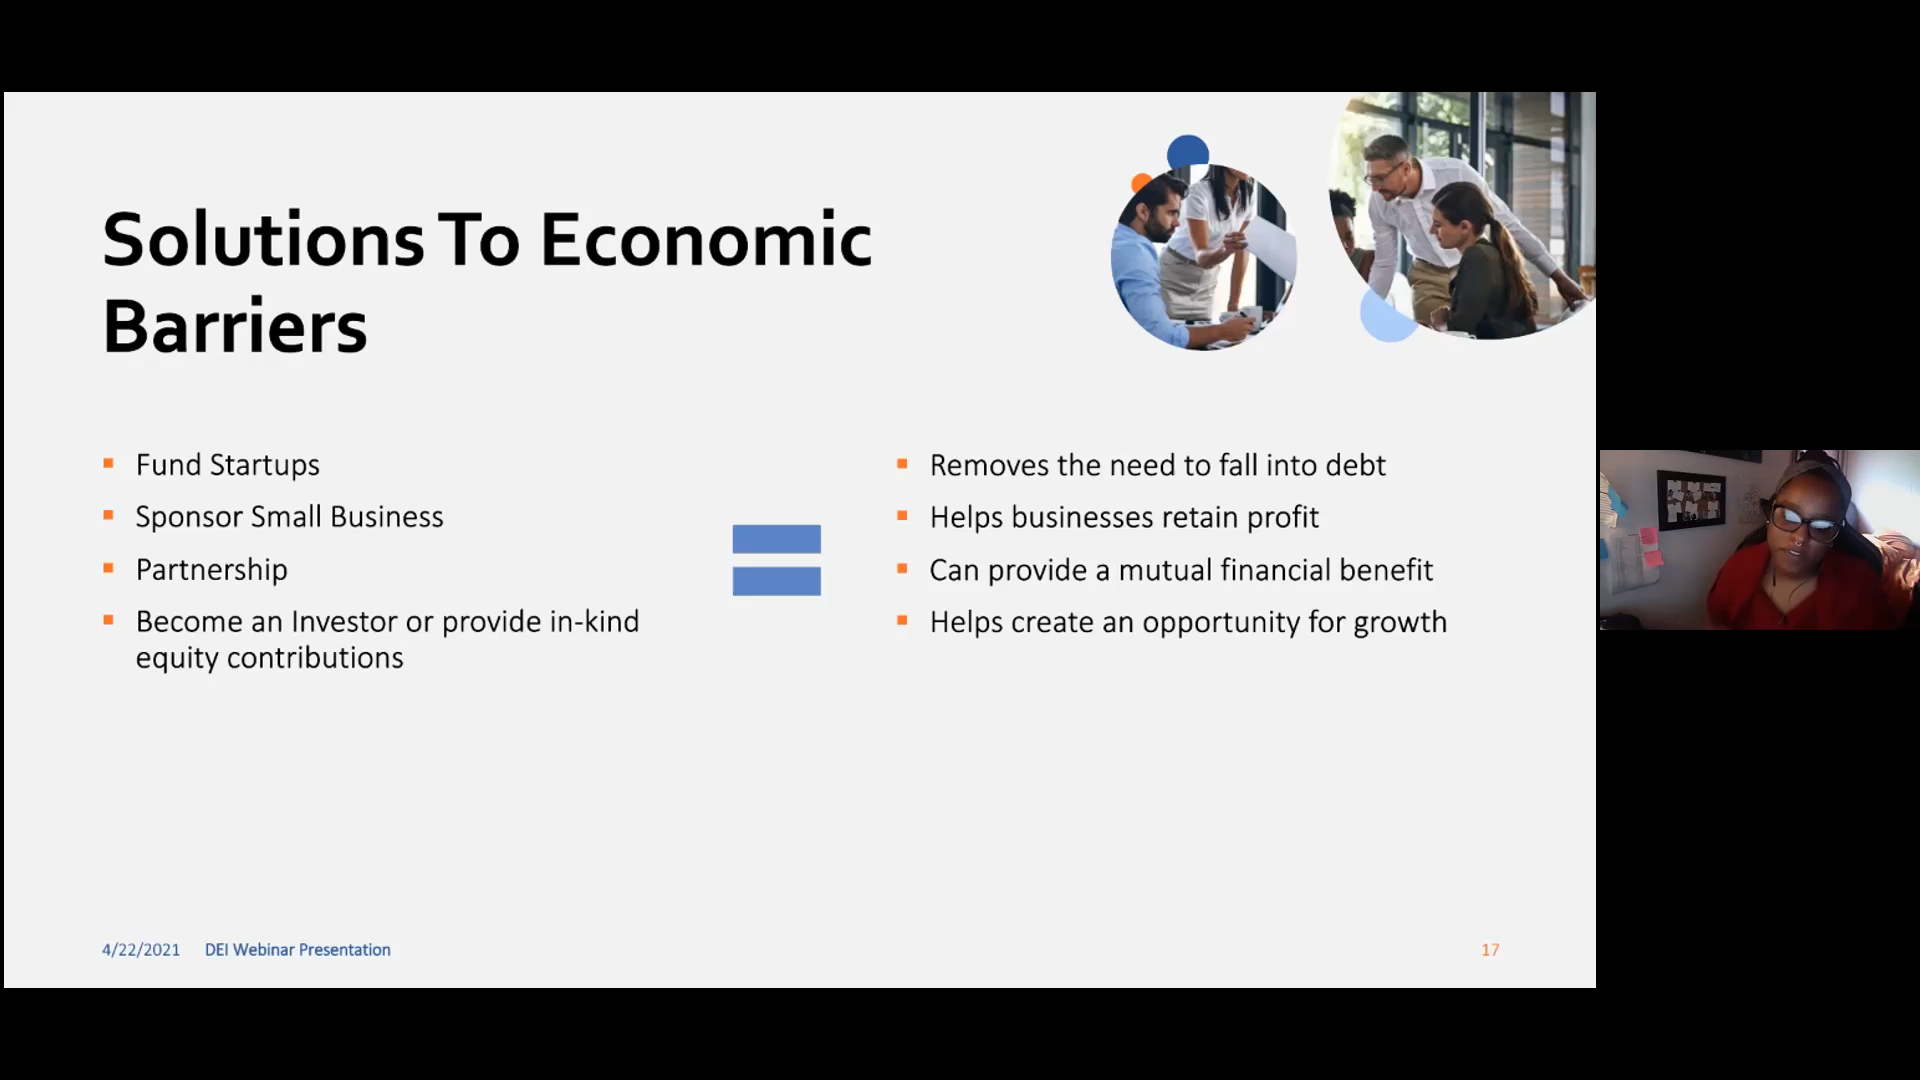 Solutions To Economic
Barriers
Fund Startups
Sponsor Small Business
Partnership
Become an Investor or provide in-kind
equity contributions
Removes the need to fall into debt
Helps businesses retain profit
Can provide a mutual financial benefit
Helps create an opportunity for growth
4/22/2021 DEI Webinar Presentation
17